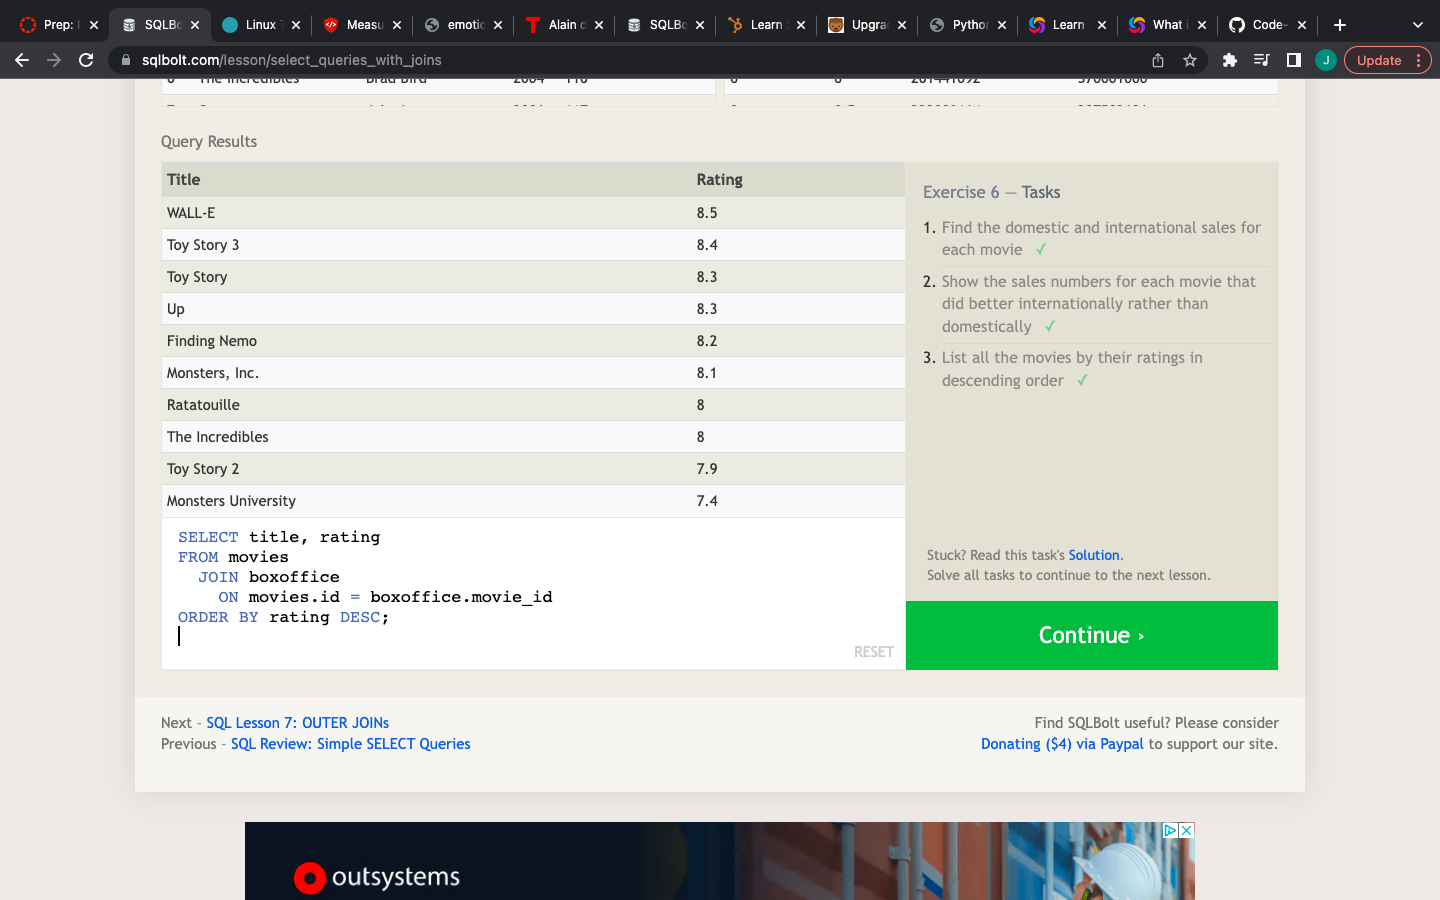 Prep:
SQLBo
Linux
Measu
emotic
Alain d
SQLBo
Learn
Upgra
Python
Learn
What i
Code-
sqlbolt.com/lesson/select_queries_with_joins
J
Update
Query Results
Title Rating
WALL-E 8.5
Toy Story 3 8.4
Toy Story 8.3
Up 8.3
Finding Nemo 8.2
Monsters, Inc. 8.1
Ratatouille 8
The Incredibles 8
Toy Story 2 7.9
Monsters University 7.4
SELECT title, rating
FROM movies
JOIN boxoffice
ON movies.id = boxoffice.movie_id
ORDER BY rating DESC;
RESET
Exercise 6 — Tasks
1. Find the domestic and international sales for
each movie ✓
2. Show the sales numbers for each movie that
did better internationally rather than
domestically ✓
3. List all the movies by their ratings in
descending order ✓
Stuck? Read this task's Solution.
Solve all tasks to continue to the next lesson.
Continue ›
Next – SQL Lesson 7: OUTER JOINs
Previous – SQL Review: Simple SELECT Queries
Find SQLBolt useful? Please consider
Donating ($4) via Paypal to support our site.
outsystems